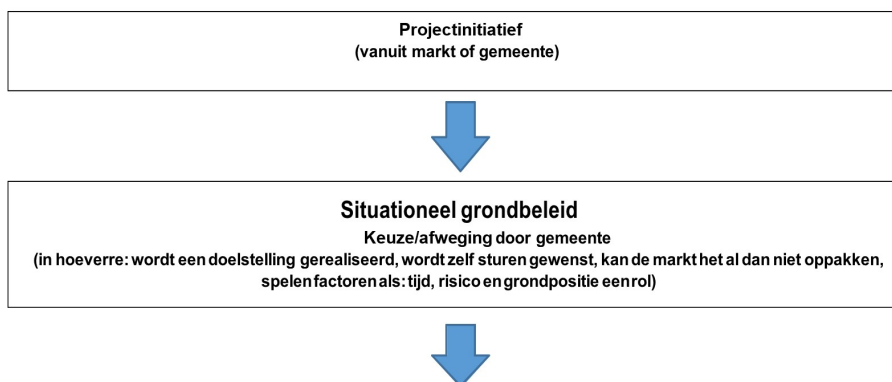 Projectinitiatief
(vanuit markt of gemeente)
Situationeel grondbeleid
Keuze/afweging door gemeente
(in hoeverre: wordt een doelstelling gerealiseerd, wordt zelf sturen gewenst, kan de markt het al dan niet oppakken,
spelen factoren als: tijd, risico en grondpositie een rol)